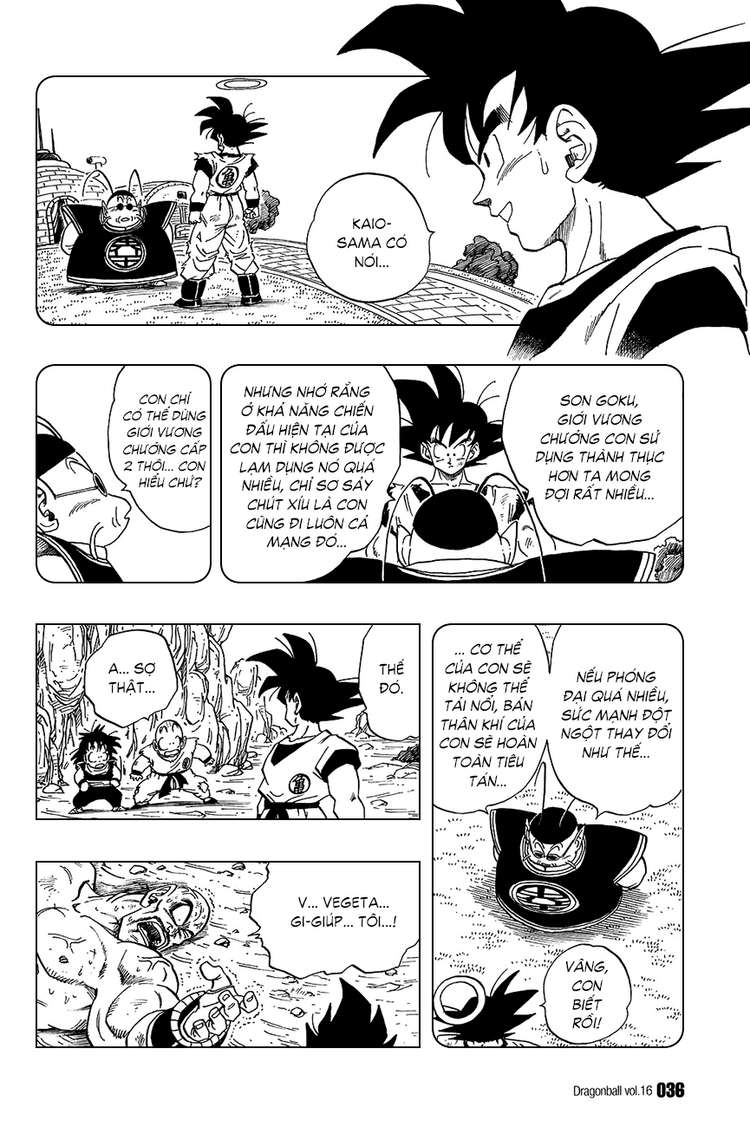 KAIO-
SAMA CÓ
NÓI...
SON GOKU,
GIỚI VƯƠNG
CHƯỞNG CON SỬ
DỤNG THÀNH THỤC
HƠN TA MONG
ĐỢI RẤT NHIỀU...
NHƯNG NHỚ RẰNG
Ở KHẢ NĂNG CHIẾN
ĐẤU HIỆN TẠI CỦA
CON THÌ KHÔNG ĐƯỢC
LẠM DỤNG NÓ QUÁ
NHIỀU, CHỈ SƠ SẢY
CHÚT XÍU LÀ CON
CŨNG ĐI LUÔN CẢ
MẠNG ĐÓ...
CON CHỈ
CÓ THỂ DÙNG
GIỚI VƯƠNG
CHƯỞNG CẤP
2 THÔI... CON
HIỂU CHỨ?
NẾU PHÓNG
ĐẠI QUÁ NHIỀU,
SỨC MẠNH ĐỘT
NGỘT THAY ĐỔI
NHƯ THẾ...
... CƠ THỂ
CỦA CON SẼ
KHÔNG THỂ
TẢI NỔI, BẢN
THÂN KHÍ CỦA
CON SẼ HOÀN
TOÀN TIÊU
TÁN...
VÂNG,
CON
BIẾT
RỒI!
THẾ
ĐÓ.
A... SỢ
THẬT...
V... VEGETA...
GI-GIÚP... TÔI...!
Dragonball vol.16 036